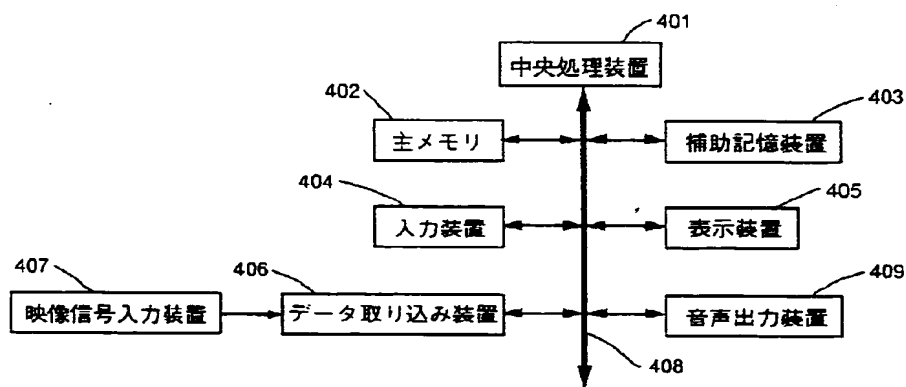 401
中央処理装置
402
主メモリ
403
補助記憶装置
404
入力装置
405
表示装置
407
映像信号入力装置
406
データ取り込み装置
409
音声出力装置
408